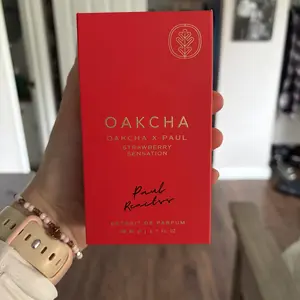 OAKCHA
OAKCHA X PAUL
STRAWBERRY
SENSATION
Paul
EXTRAIT DE PARFUM